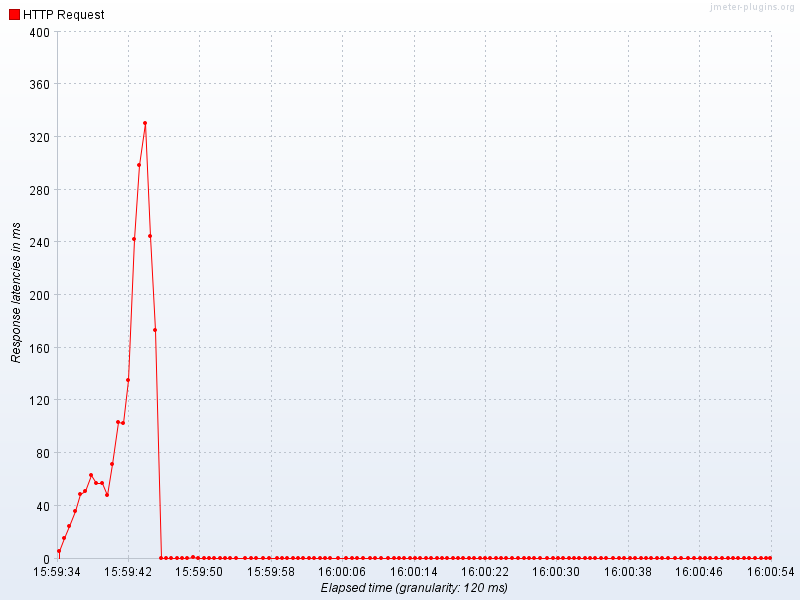 jmeter-plugins.org
HTTP Request
400
360
320
280
240
200
160
120
80
40
0
Response latencies in ms
15:59:34 15:59:42 15:59:50 15:59:58 16:00:06 16:00:14 16:00:22 16:00:30 16:00:38 16:00:46 16:00:54
Elapsed time (granularity: 120 ms)